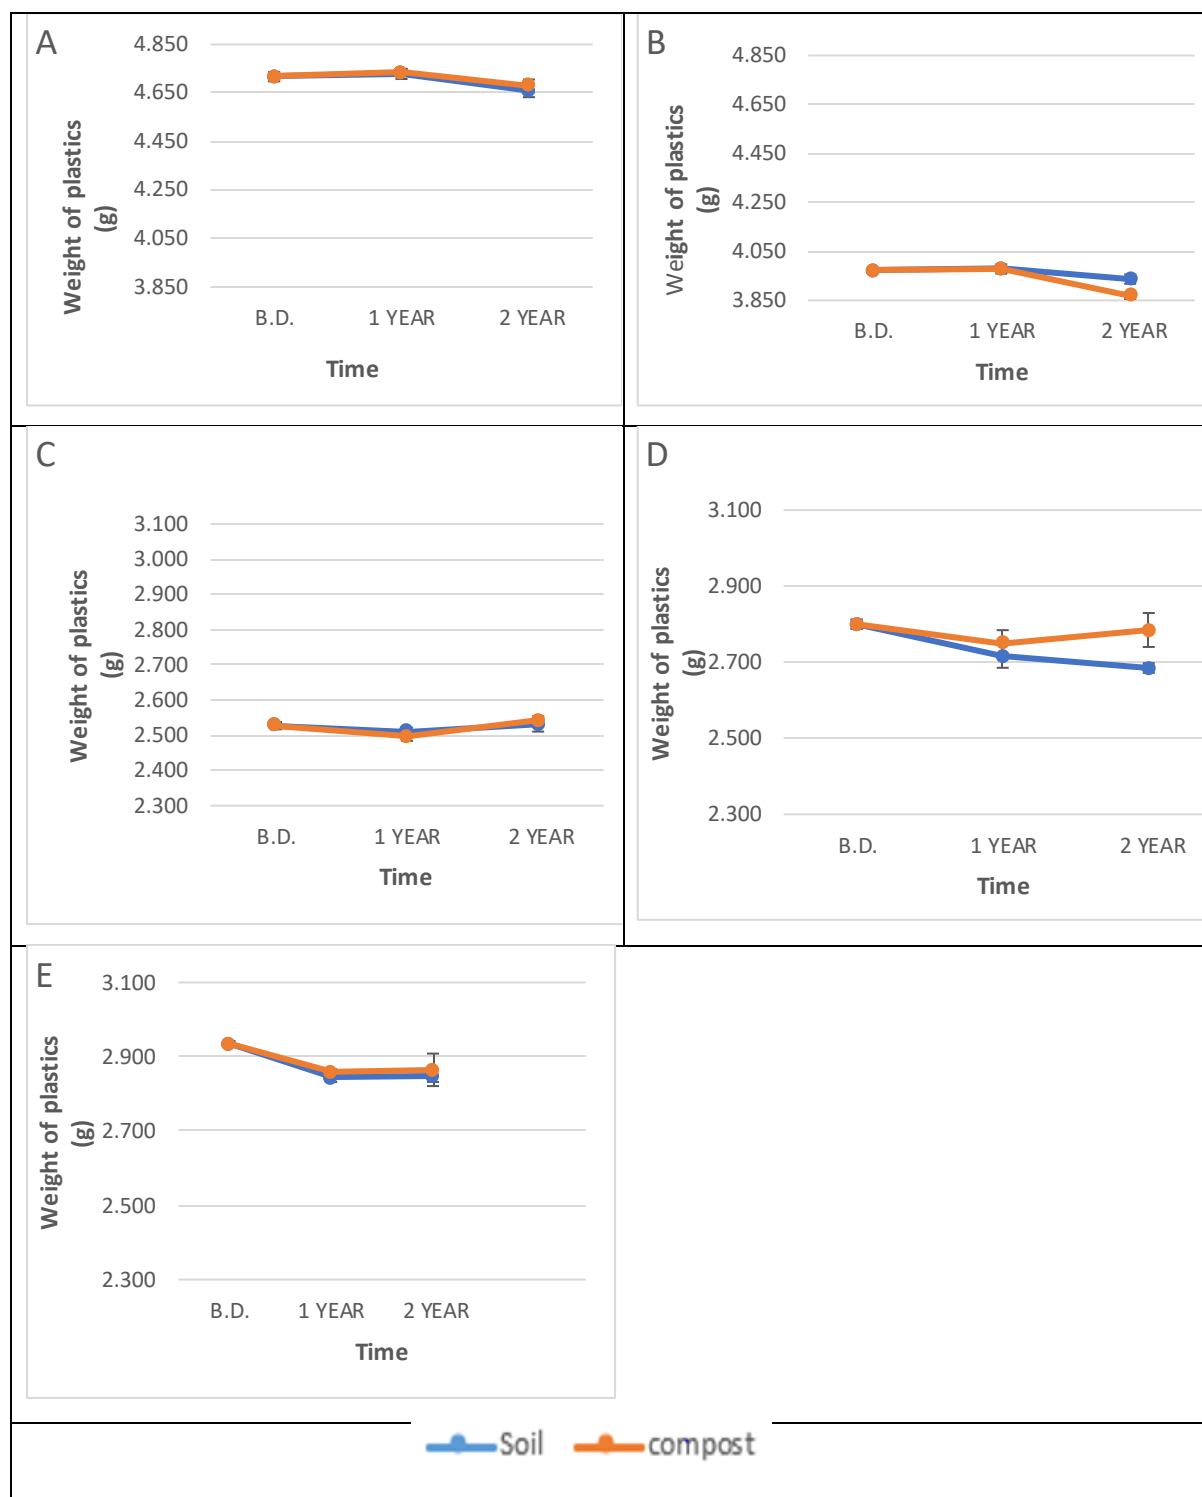 A
4.850
4.650
4.450
4.250
4.050
3.850
Weight of plastics
(g)
B.D. 1 YEAR 2 YEAR
Time
B
4.850
4.650
4.450
4.250
4.050
3.850
Weight of plastics
(g)
B.D. 1 YEAR 2 YEAR
Time
C
3.100
3.000
2.900
2.800
2.700
2.600
2.500
2.400
2.300
Weight of plastics
(g)
B.D. 1 YEAR 2 YEAR
Time
D
3.100
2.900
2.700
2.500
2.300
Weight of plastics
(g)
B.D. 1 YEAR 2 YEAR
Time
E
3.100
2.900
2.700
2.500
2.300
Weight of plastics
(g)
B.D. 1 YEAR 2 YEAR
Time
Soil compost